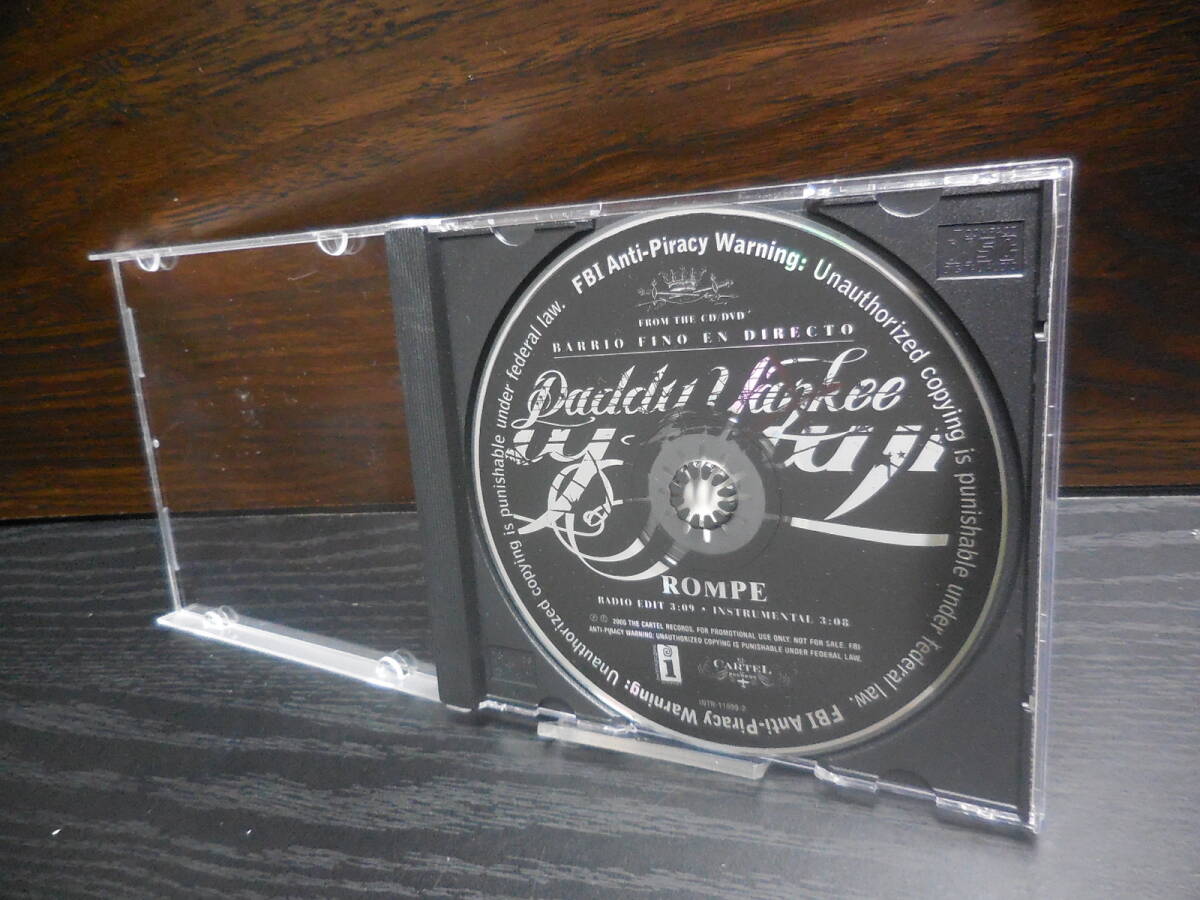 FBI Anti-Piracy Warning: Unauthorized copying is punishable under federal law.
FBI Anti-Piracy Warning: Unauthorized copying is punishable under federal law.
FROM THE CD/DVD
BARRIO FINO EN DIRECTO
Daddy Yankee
ROMPE
RADIO EDIT 3:09 • INSTRUMENTAL 3:08
℗ © 2005 THE CARTEL RECORDS. FOR PROMOTIONAL USE ONLY. NOT FOR SALE. FBI
ANTI-PIRACY WARNING: UNAUTHORIZED COPYING IS PUNISHABLE UNDER FEDERAL LAW.
i
EL
CARTEL
RECORDS